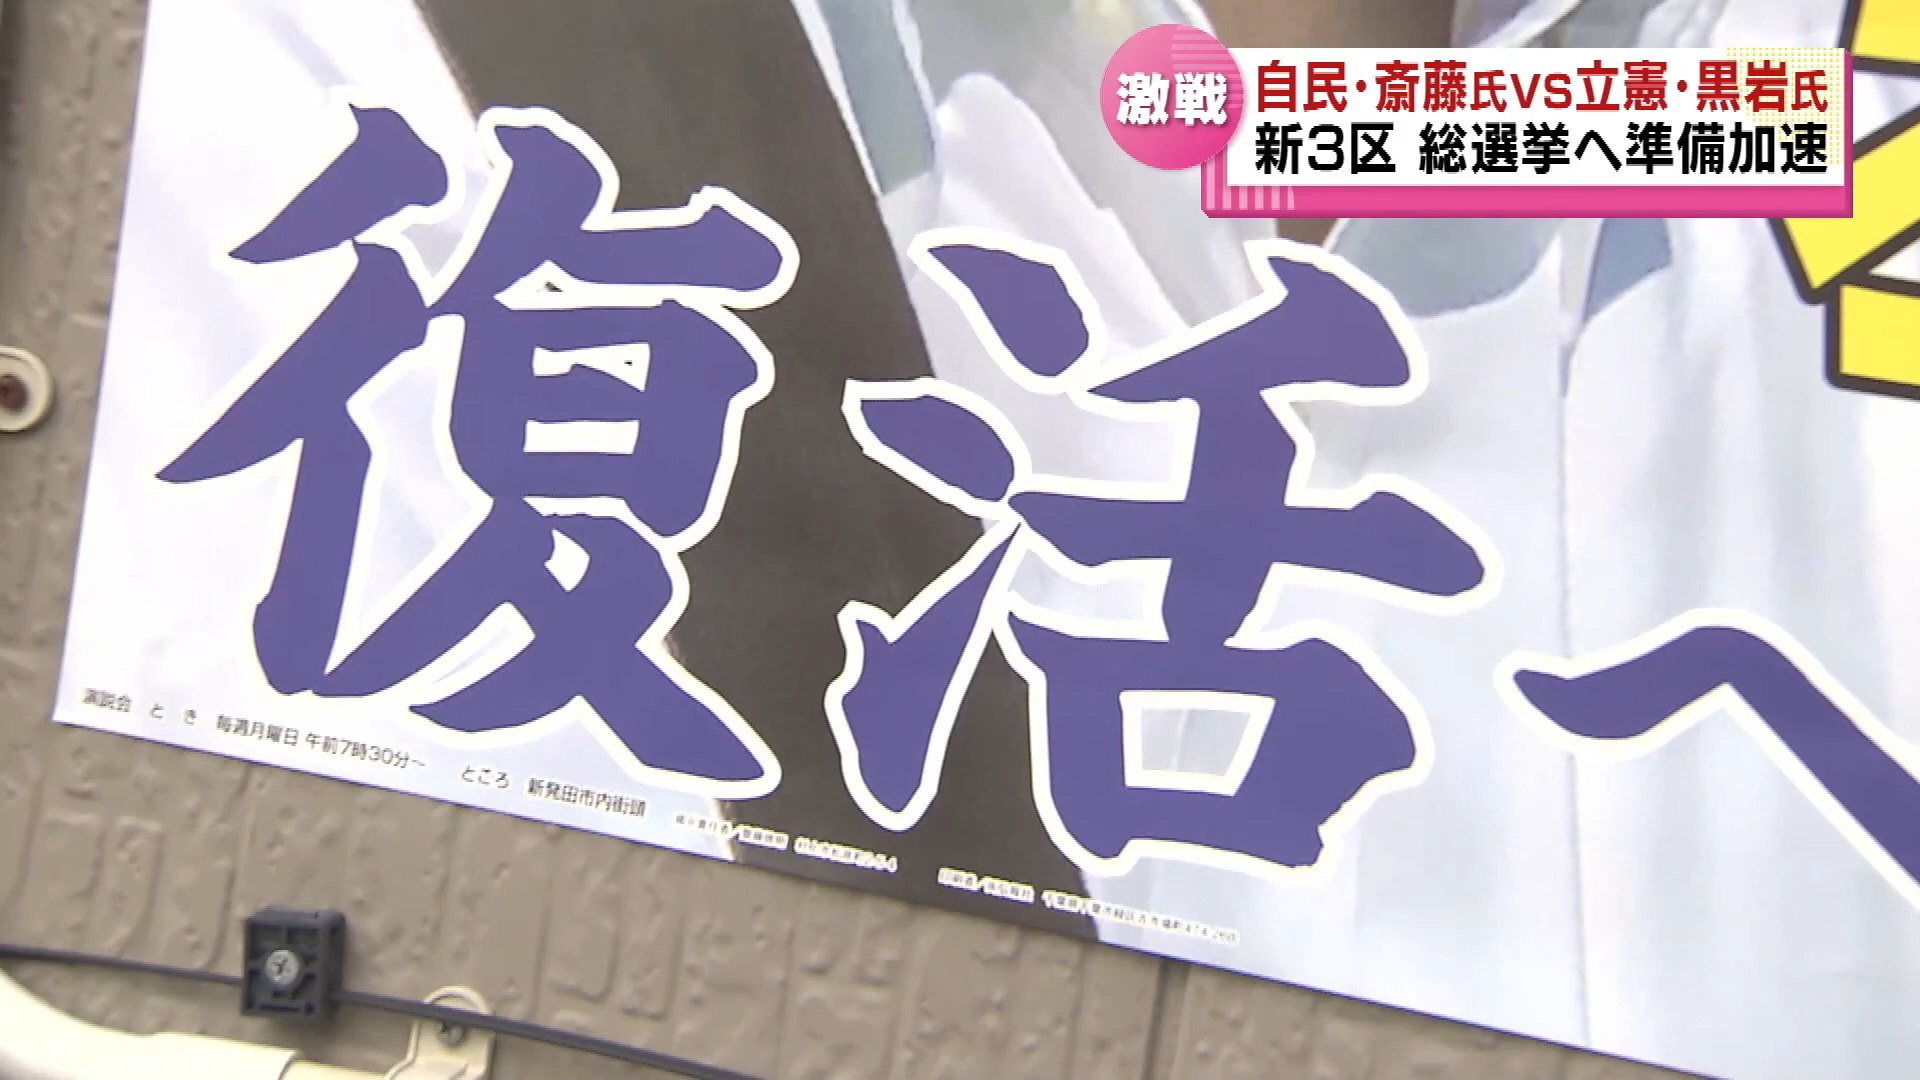 激戦
自民・斎藤氏VS立憲・黒岩氏
新3区 総選挙へ準備加速
復活へ
演説会 とき 毎週月曜日 午前7時30分～ ところ 新発田市内街頭